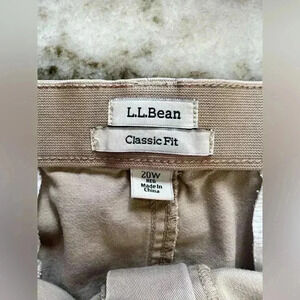 L.L.Bean
Classic Fit
20W
REG
Made in
China